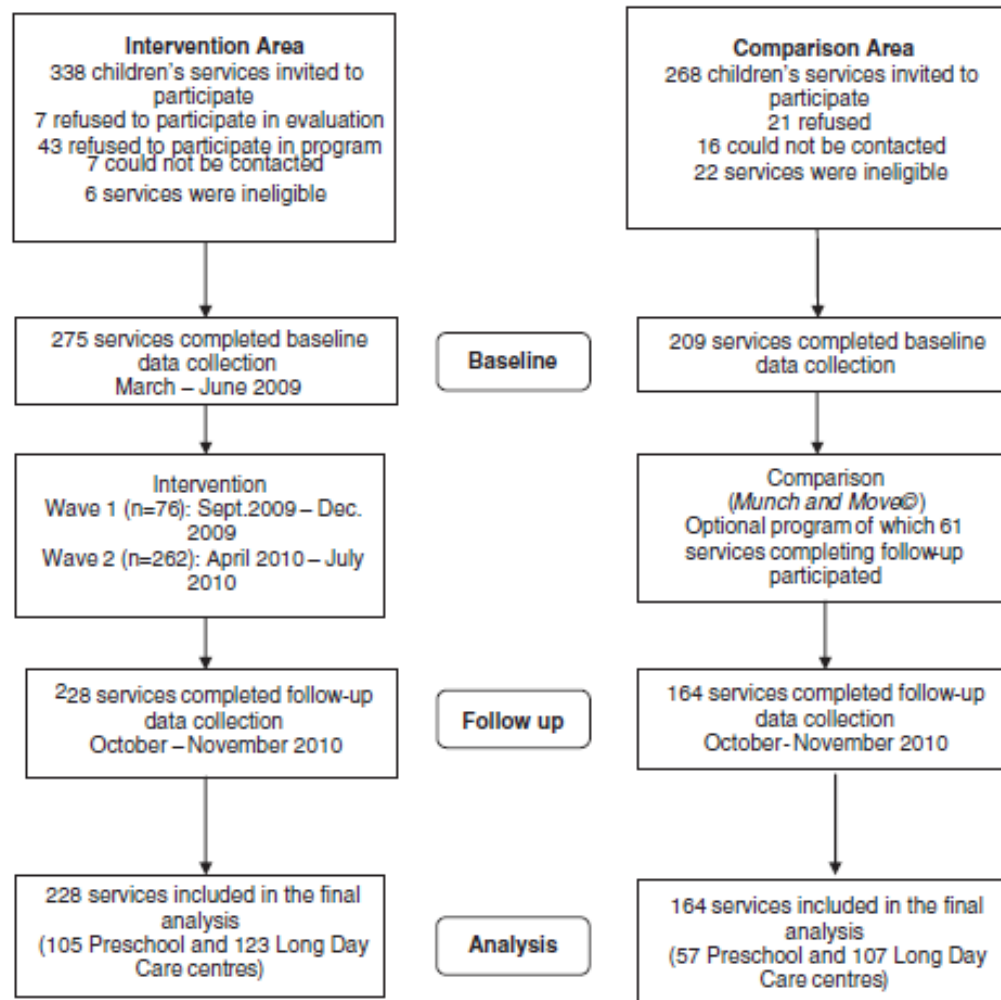 Intervention Area
338 children's services invited to
participate
7 refused to participate in evaluation
43 refused to participate in program
7 could not be contacted
6 services were ineligible
Comparison Area
268 children's services invited to
participate
21 refused
16 could not be contacted
22 services were ineligible
275 services completed baseline
data collection
March – June 2009
Baseline
209 services completed baseline
data collection
Intervention
Wave 1 (n=76): Sept.2009 – Dec.
2009
Wave 2 (n=262): April 2010 – July
2010
Comparison
(Munch and Move©)
Optional program of which 61
services completing follow-up
participated
228 services completed follow-up
data collection
October – November 2010
Follow up
164 services completed follow-up
data collection
October- November 2010
228 services included in the final
analysis
(105 Preschool and 123 Long Day
Care centres)
Analysis
164 services included in the final
analysis
(57 Preschool and 107 Long Day
Care centres)